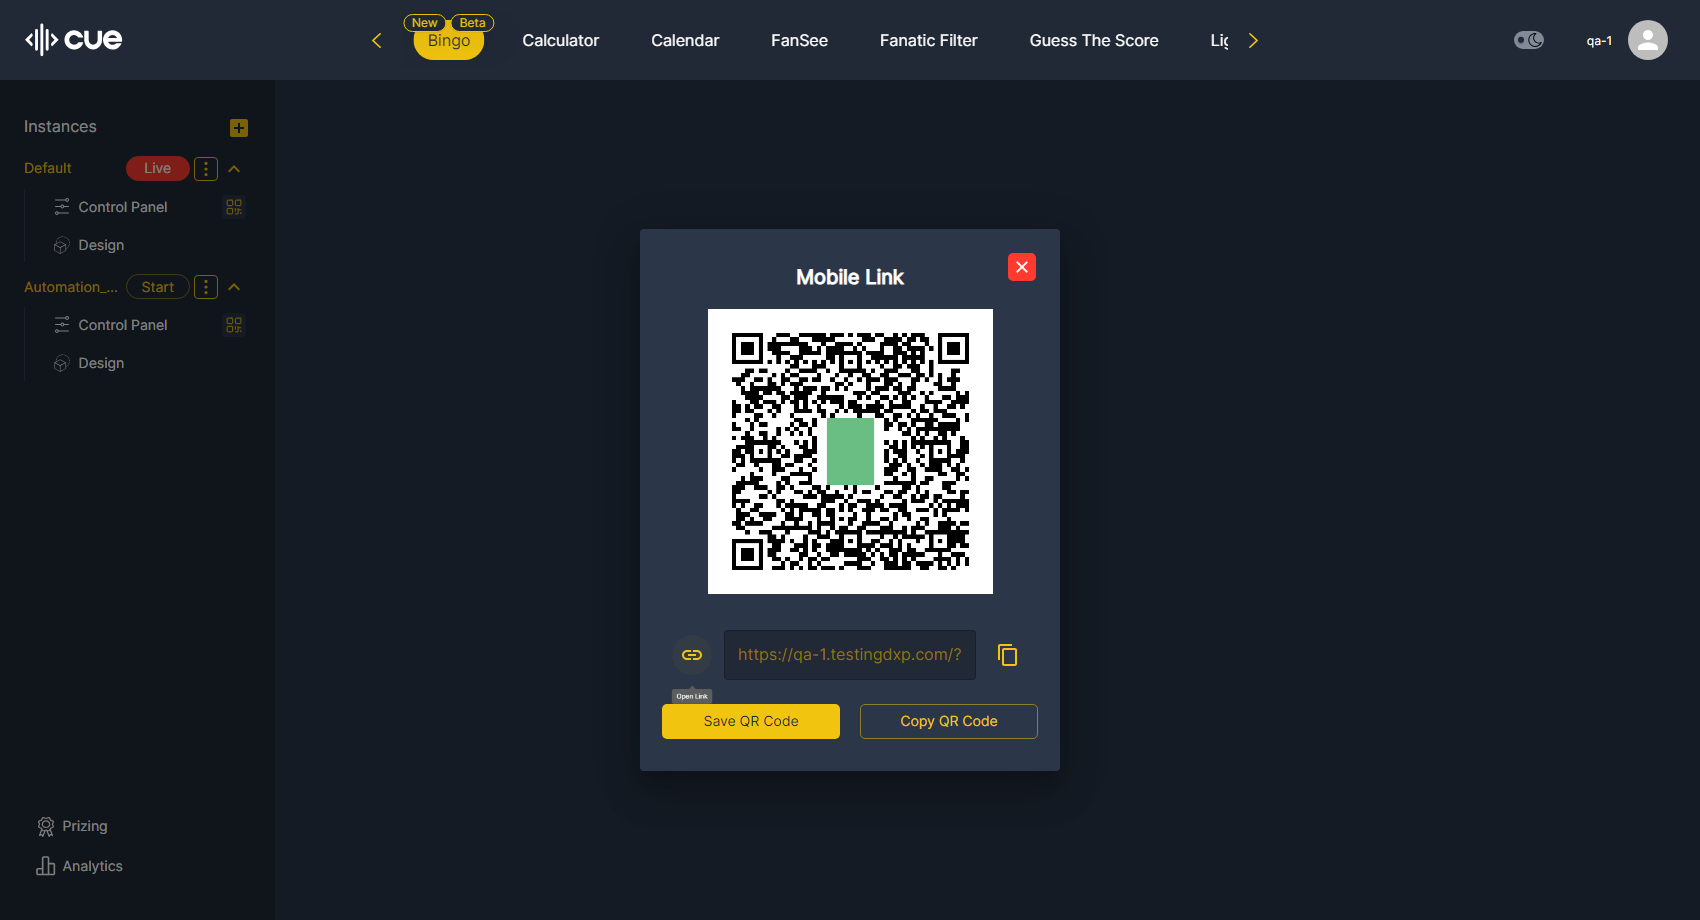 cue
New
Beta
Bingo
Calculator
Calendar
FanSee
Fanatic Filter
Guess The Score
Lig
qa-1
Instances
Default
Live
Control Panel
Design
Automation_...
Start
Control Panel
Design
Mobile Link
https://qa-1.testingdxp.com/?
Open Link
Save QR Code
Copy QR Code
Prizing
Analytics